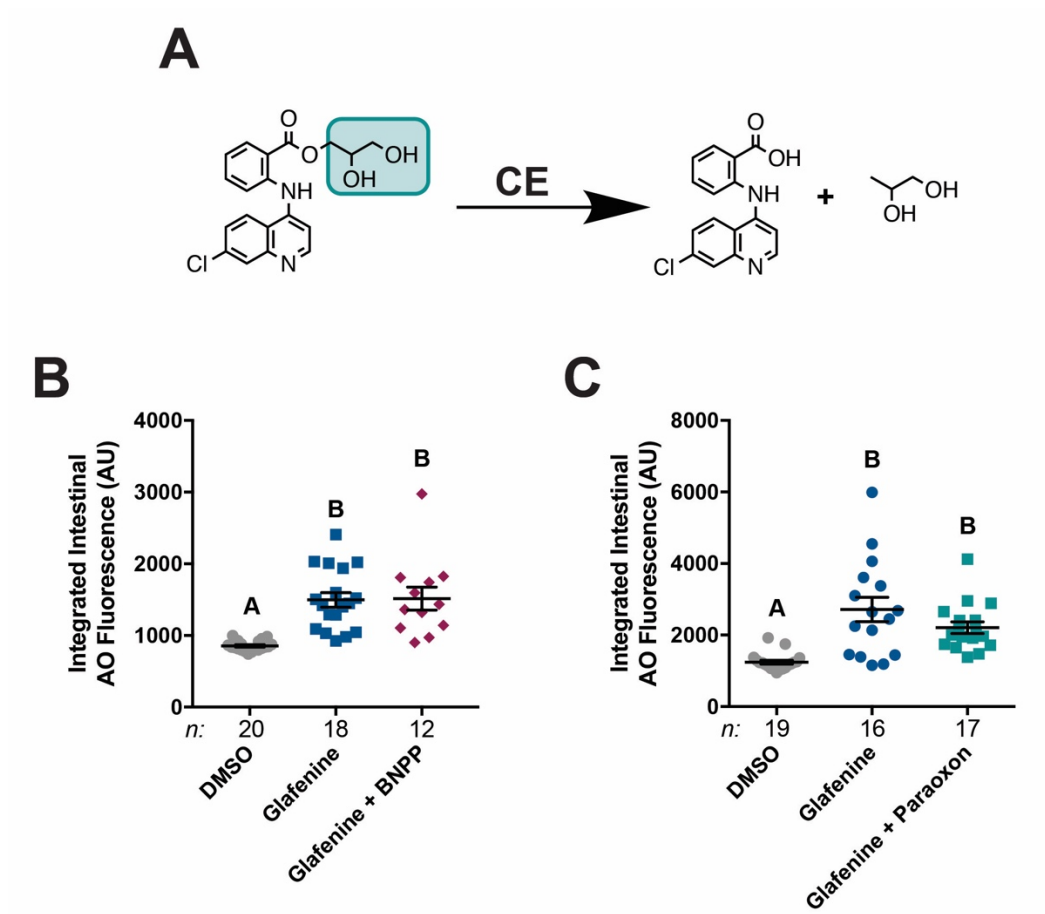 A
O
O
OH
OH
NH
Cl
N
CE
O
OH
NH
Cl
N
+
OH
OH
B
Integrated Intestinal
AO Fluorescence (AU)
4000
3000
2000
1000
0
A
B
B
n: 20 18 12
DMSO
Glafenine
Glafenine + BNPP
C
Integrated Intestinal
AO Fluorescence (AU)
8000
6000
4000
2000
0
A
B
B
n: 19 16 17
DMSO
Glafenine
Glafenine + Paraoxon